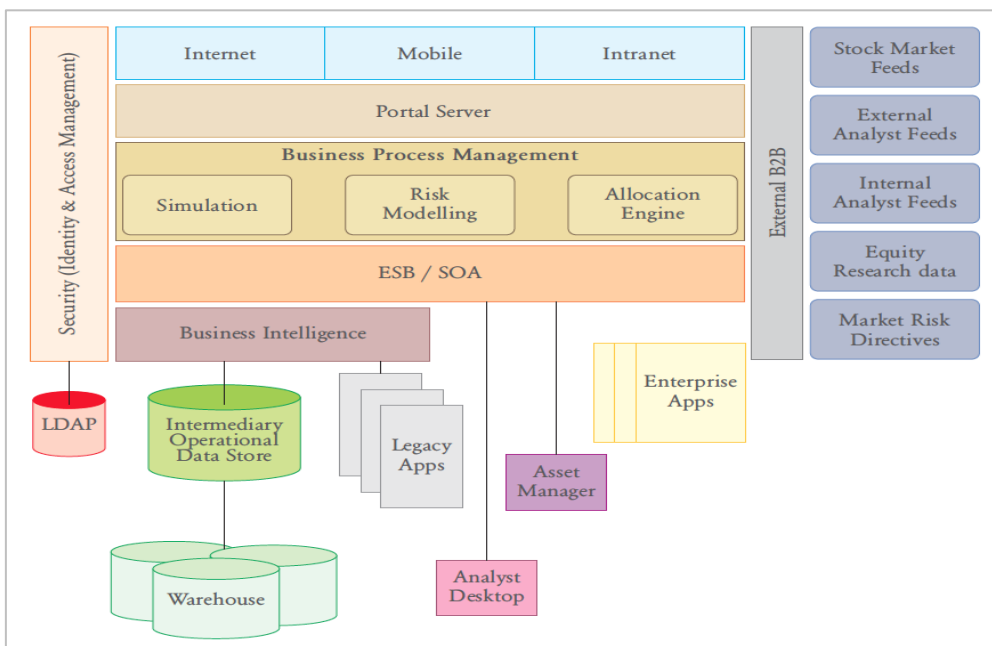 Security (Identity & Access Management)
Internet
Mobile
Intranet
Portal Server
Business Process Management
Simulation
Risk
Modelling
Allocation
Engine
ESB / SOA
Business Intelligence
External B2B
Stock Market
Feeds
External
Analyst Feeds
Internal
Analyst Feeds
Equity
Research data
Market Risk
Directives
LDAP
Intermediary
Operational
Data Store
Legacy
Apps
Enterprise
Apps
Asset
Manager
Analyst
Desktop
Warehouse